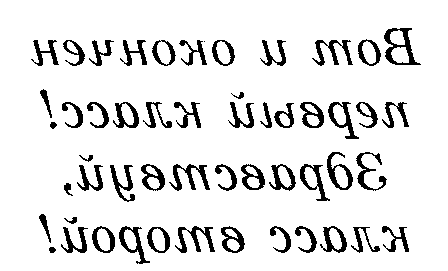 Вот и окончен
первый класс!
Здравствуй,
класс второй!